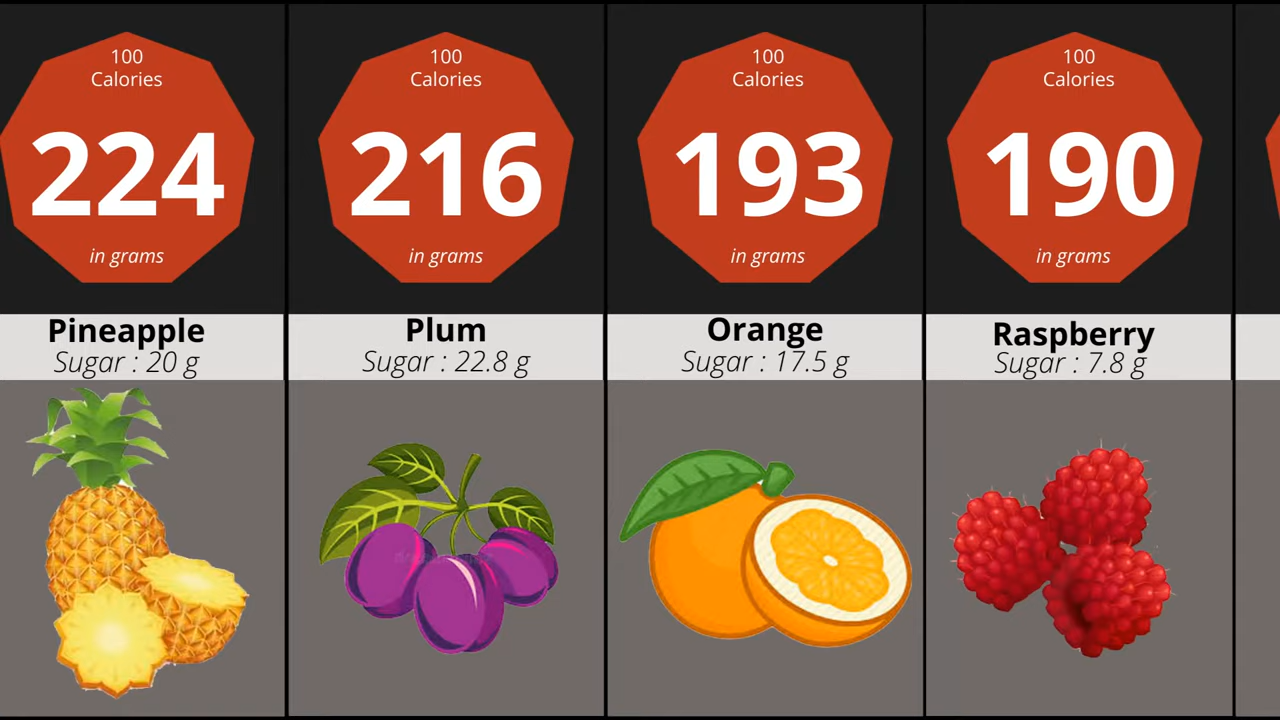 100
Calories
224
in grams
Pineapple
Sugar : 20 g
100
Calories
216
in grams
Plum
Sugar : 22.8 g
100
Calories
193
in grams
Orange
Sugar : 17.5 g
100
Calories
190
in grams
Raspberry
Sugar : 7.8 g